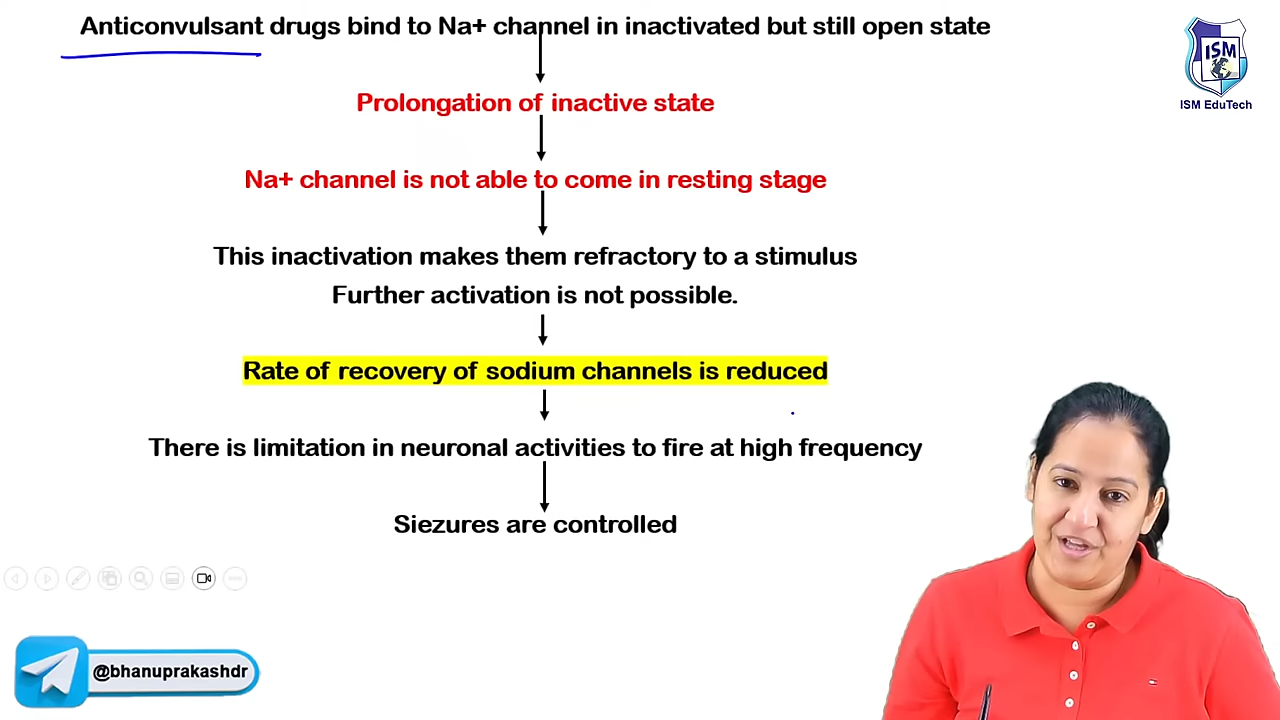 Anticonvulsant drugs bind to Na+ channel in inactivated but still open state
ISM
ISM EduTech
Prolongation of inactive state
Na+ channel is not able to come in resting stage
This inactivation makes them refractory to a stimulus
Further activation is not possible.
Rate of recovery of sodium channels is reduced
There is limitation in neuronal activities to fire at high frequency
Siezures are controlled
@bhanuprakashdr